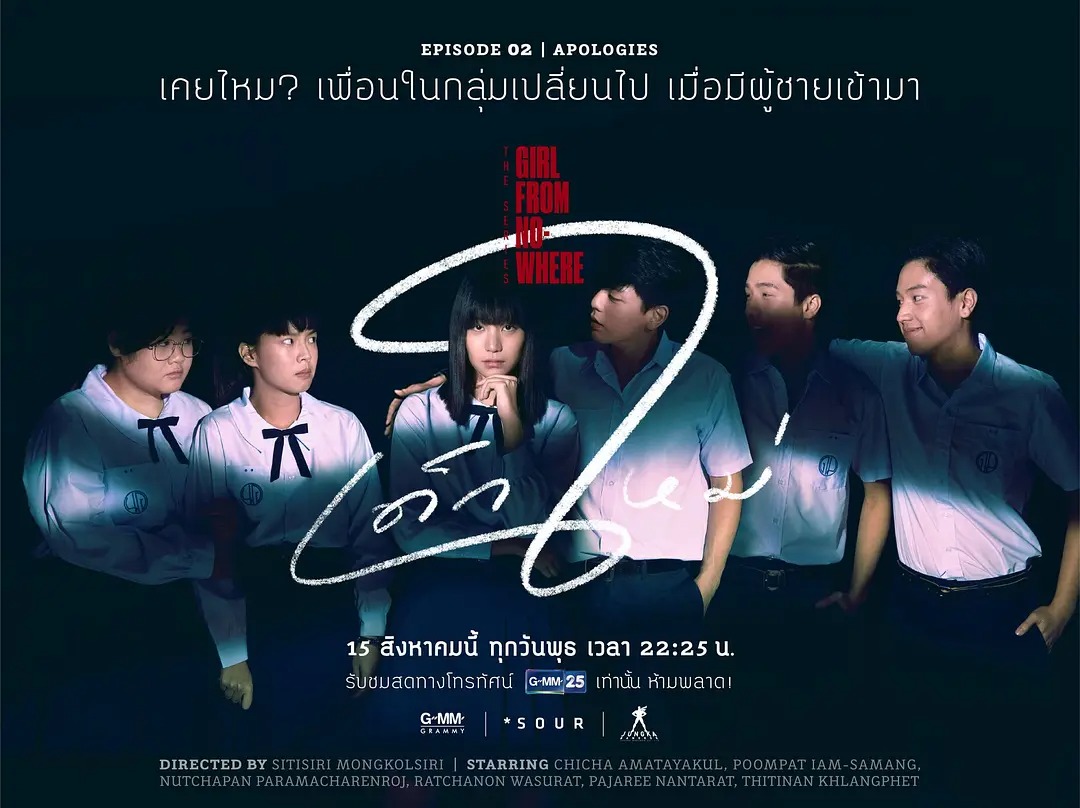 EPISODE 02 | APOLOGIES
เคยไหม? เพื่อนในกลุ่มเปลี่ยนไป เมื่อมีผู้ชายเข้ามา
THE SERIES
GIRL
FROM
NO-
WHERE
เด็กใหม่
15 สิงหาคมนี้ ทุกวันพุธ เวลา 22:25 น.
รับชมสดทางโทรทัศน์ GMM 25 เท่านั้น ห้ามพลาด!
GMM GRAMMY | *SOUR | JUNGKA
DIRECTED BY SITISIRI MONGKOLSIRI | STARRING CHICHA AMATAYAKUL, POOMPAT IAM-SAMANG,
NUTCHAPAN PARAMACHARENROJ, RATCHANON WASURAT, PAJAREE NANTARAT, THITINAN KHLANGPHET